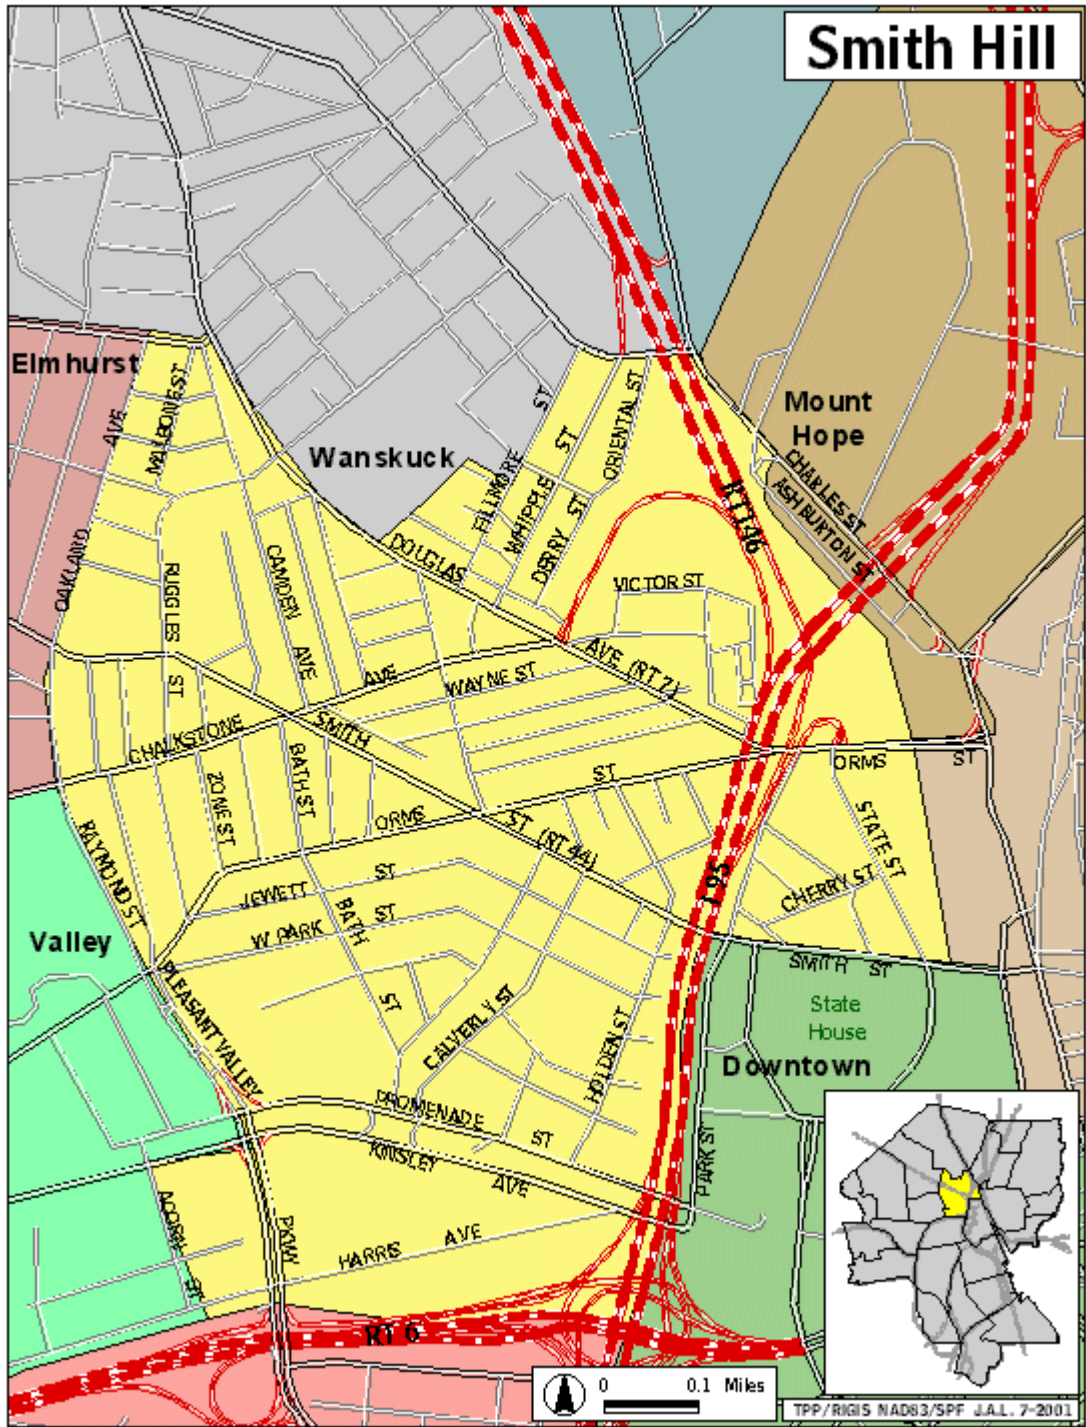 Smith Hill
Elmhurst
Wanskuck
Mount
Hope
Valley
Downtown
State
House
OAKLAND AVE
MALBONE ST
RUGGLES ST
CAMDEN AVE
FILLMORE ST
WHIPPLE ST
DERRY ST
ORIENTAL ST
DOUGLAS AVE (RT 7)
VICTOR ST
RT 146
CHARLES ST
ASHBURTON ST
CHALKSTONE AVE
WAYNE ST
SMITH ST (RT 44)
ZONE ST
BATH ST
ORMS ST
ORMS ST
STATE ST
CHERRY ST
I 95
RAYMOND ST
JEWETT ST
W PARK ST
BATH ST
SMITH ST
PLEASANT VALLEY PKWY
CALVERLY ST
HOLDEN ST
PROMENADE ST
KINSLEY AVE
PARK ST
ACORN ST
HARRIS AVE
RT 6
0 0.1 Miles
TPP/RIGIS NAD83/SPF J.A.L. 7-2001